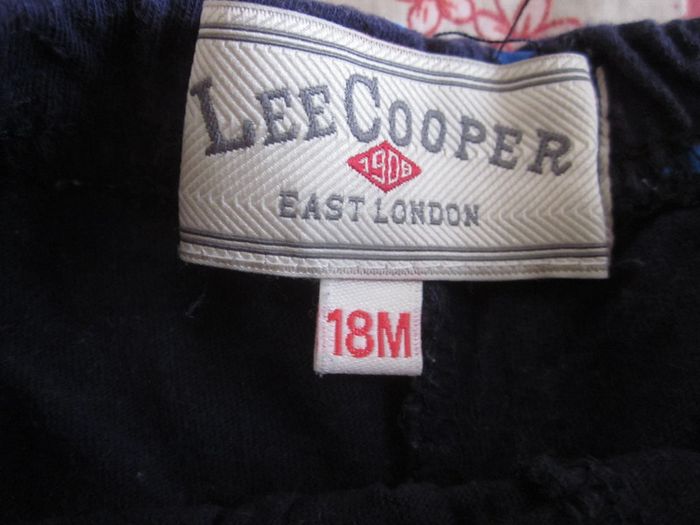 LEE COOPER
1908
EAST LONDON
18M